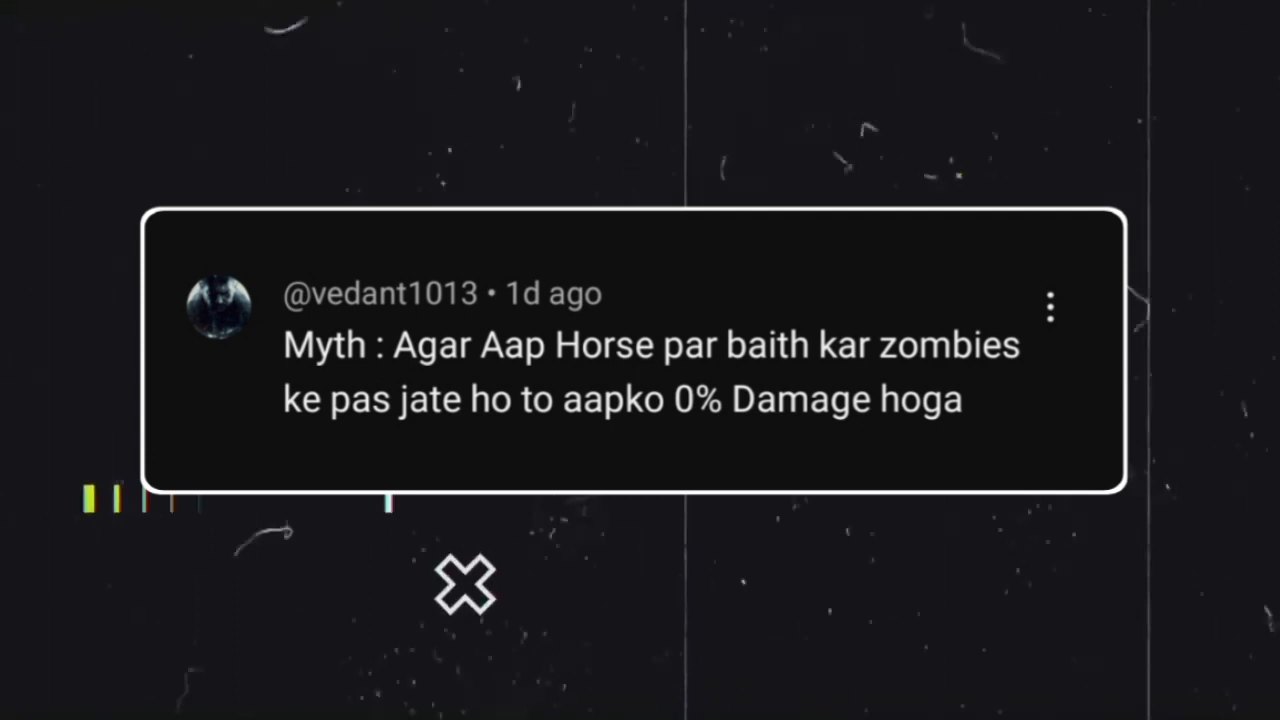 @vedant1013 • 1d ago
Myth : Agar Aap Horse par baith kar zombies
ke pas jate ho to aapko 0% Damage hoga